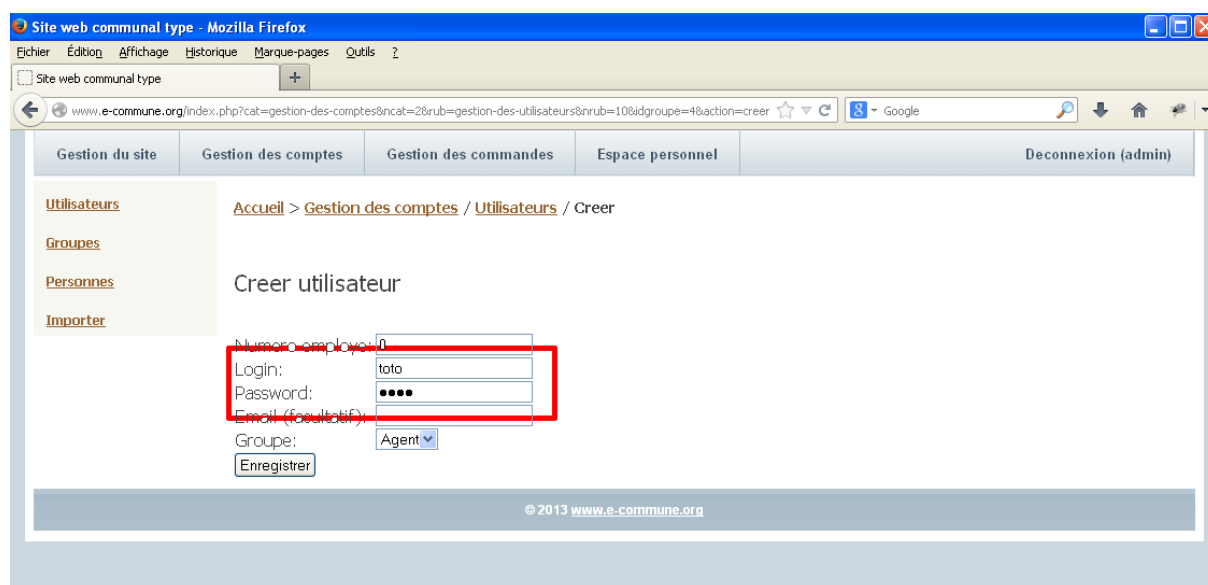 Site web communal type - Mozilla Firefox
Fichier Édition Affichage Historique Marque-pages Outils ?
Site web communal type +
www.e-commune.org/index.php?cat=gestion-des-comptes&ncat=2&rub=gestion-des-utilisateurs&nrub=10&idgroupe=4&action=creer Google
Gestion du site Gestion des comptes Gestion des commandes Espace personnel Deconnexion (admin)
Utilisateurs
Groupes
Personnes
Importer
Accueil > Gestion des comptes / Utilisateurs / Creer
Creer utilisateur
Numero employe: 0
Login: toto
Password: ●●●●
Email (facultatif):
Groupe: Agent
Enregistrer
© 2013 www.e-commune.org